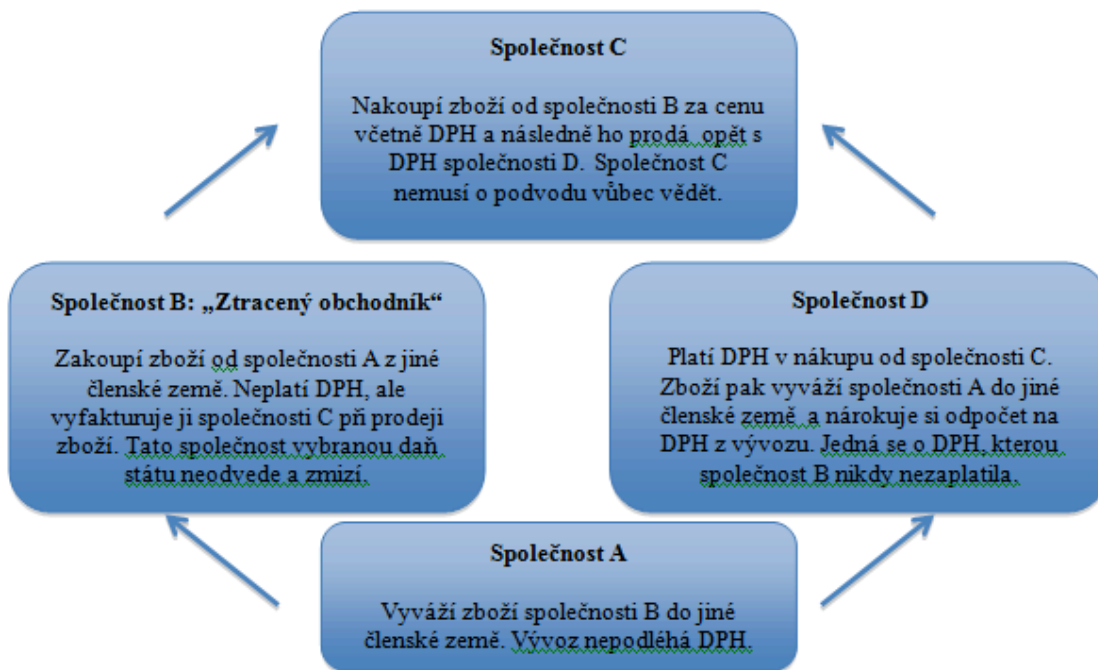 Společnost C
Nakoupí zboží od společnosti B za cenu
včetně DPH a následně ho prodá opět s
DPH společnosti D. Společnost C
nemusí o podvodu vůbec vědět.
Společnost B: „Ztracený obchodník“
Zakoupí zboží od společnosti A z jiné
členské země. Neplatí DPH, ale
vyfakturuje ji společnosti C při prodeji
zboží. Tato společnost vybranou daň
státu neodvede a zmizí.
Společnost D
Platí DPH v nákupu od společnosti C.
Zboží pak vyváží společnosti A do jiné
členské země a nárokuje si odpočet na
DPH z vývozu. Jedná se o DPH, kterou
společnost B nikdy nezaplatila.
Společnost A
Vyváží zboží společnosti B do jiné
členské země. Vývoz nepodléhá DPH.